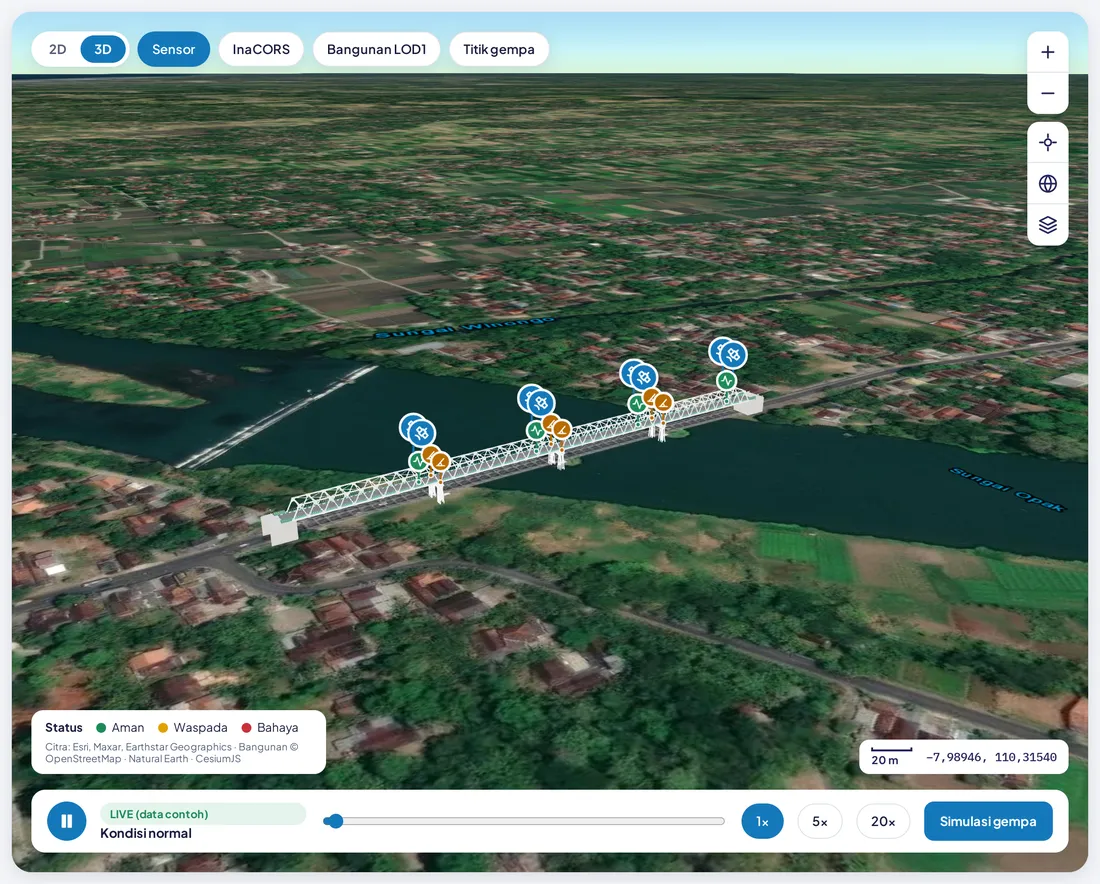 2D
3D
Sensor
InaCORS
Bangunan LOD1
Titik gempa
Sungai Winongo
Sungai Opak
Status
Aman
Waspada
Bahaya
Citra: Esri, Maxar, Earthstar Geographics · Bangunan ©
OpenStreetMap · Natural Earth · CesiumJS
20 m
−7,98946, 110,31540
LIVE (data contoh)
Kondisi normal
1×
5×
20×
Simulasi gempa